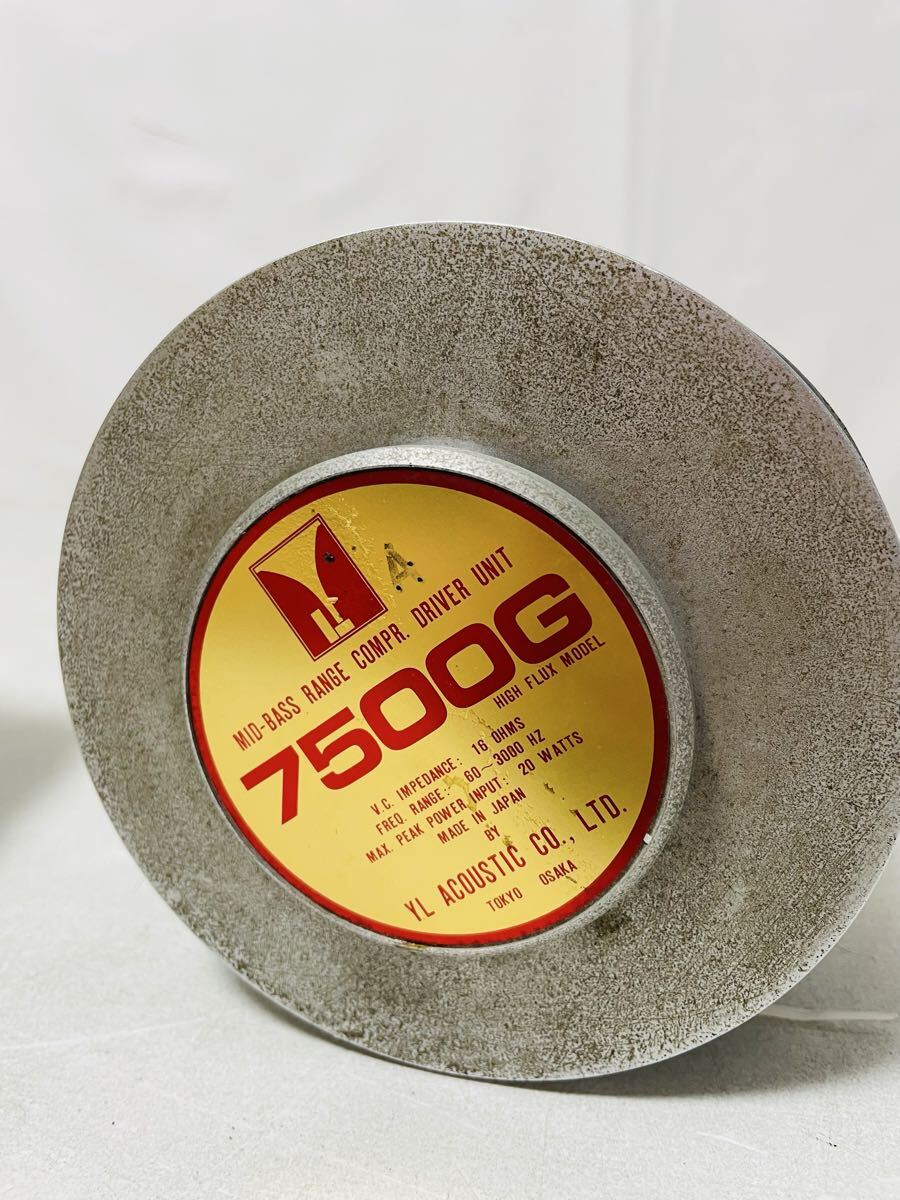 A
MID-BASS RANGE COMPR. DRIVER UNIT
7500G
HIGH FLUX MODEL
V.C. IMPEDANCE: 16 OHMS
FREQ. RANGE: 60~3000 HZ
MAX. PEAK POWER INPUT: 20 WATTS
MADE IN JAPAN
BY
YL ACOUSTIC CO., LTD.
TOKYO OSAKA